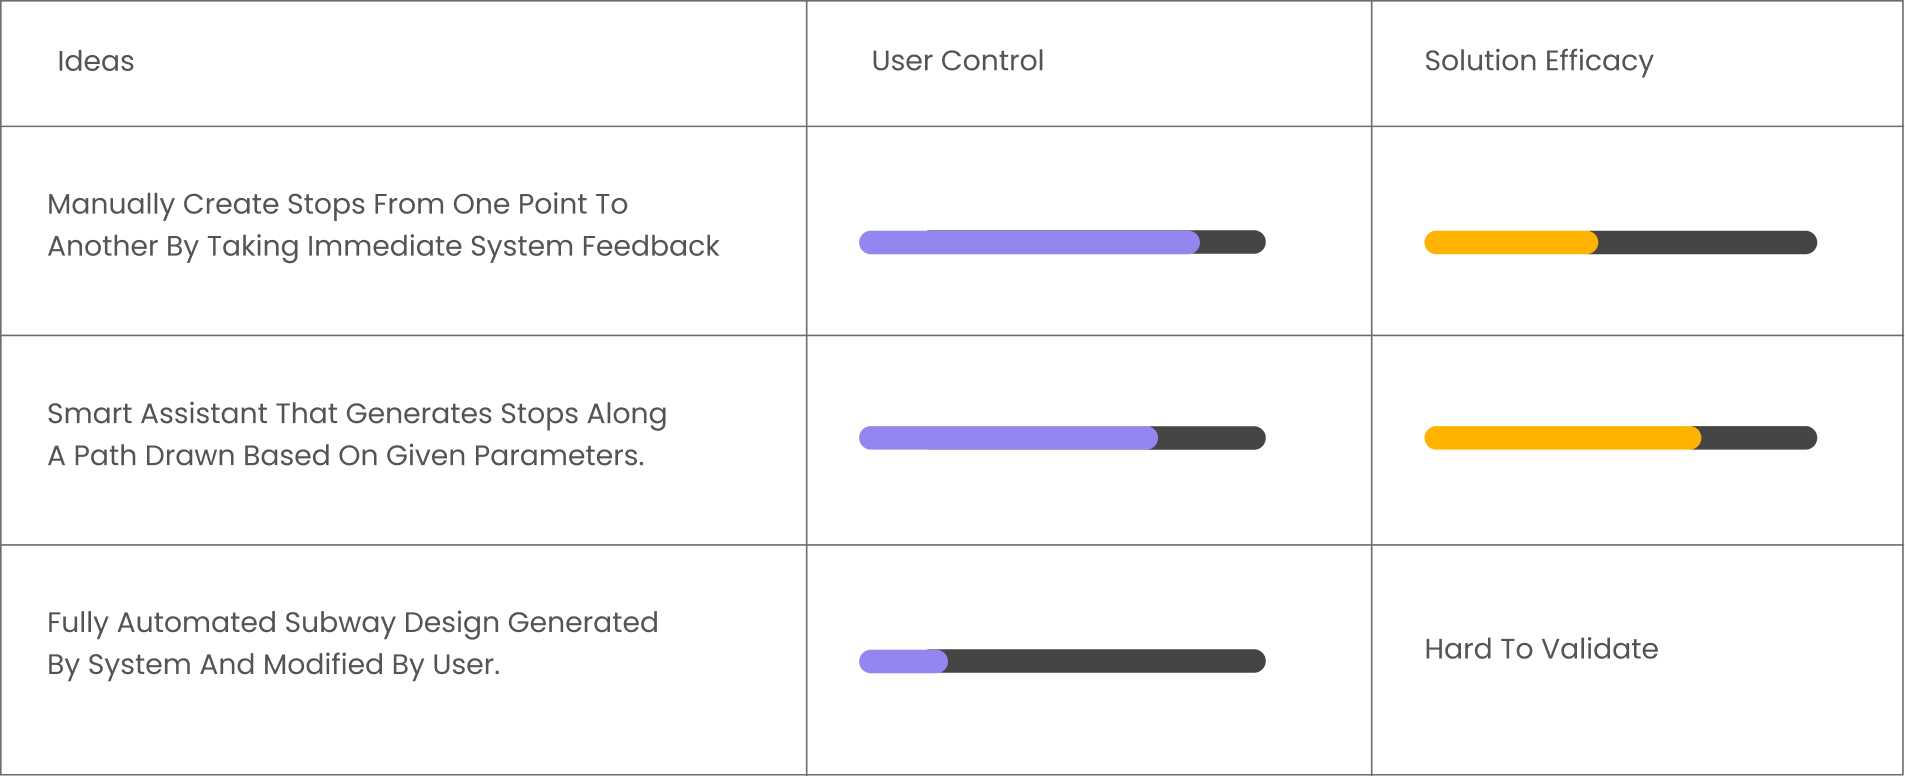 Ideas
User Control
Solution Efficacy
Manually Create Stops From One Point To
Another By Taking Immediate System Feedback
Smart Assistant That Generates Stops Along
A Path Drawn Based On Given Parameters.
Fully Automated Subway Design Generated
By System And Modified By User.
Hard To Validate